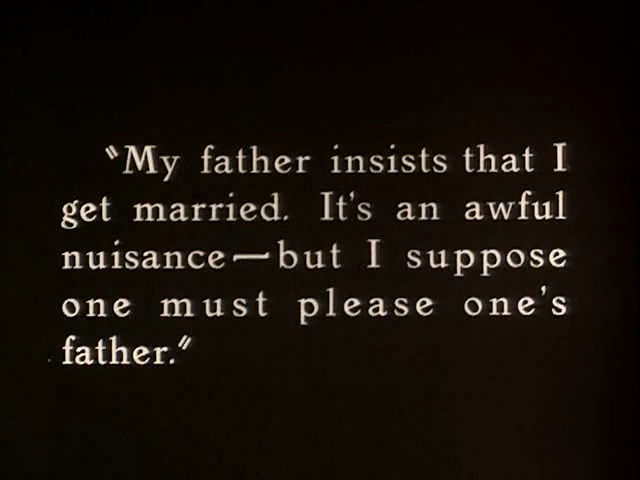 "My father insists that I
get married. It's an awful
nuisance—but I suppose
one must please one's
father."